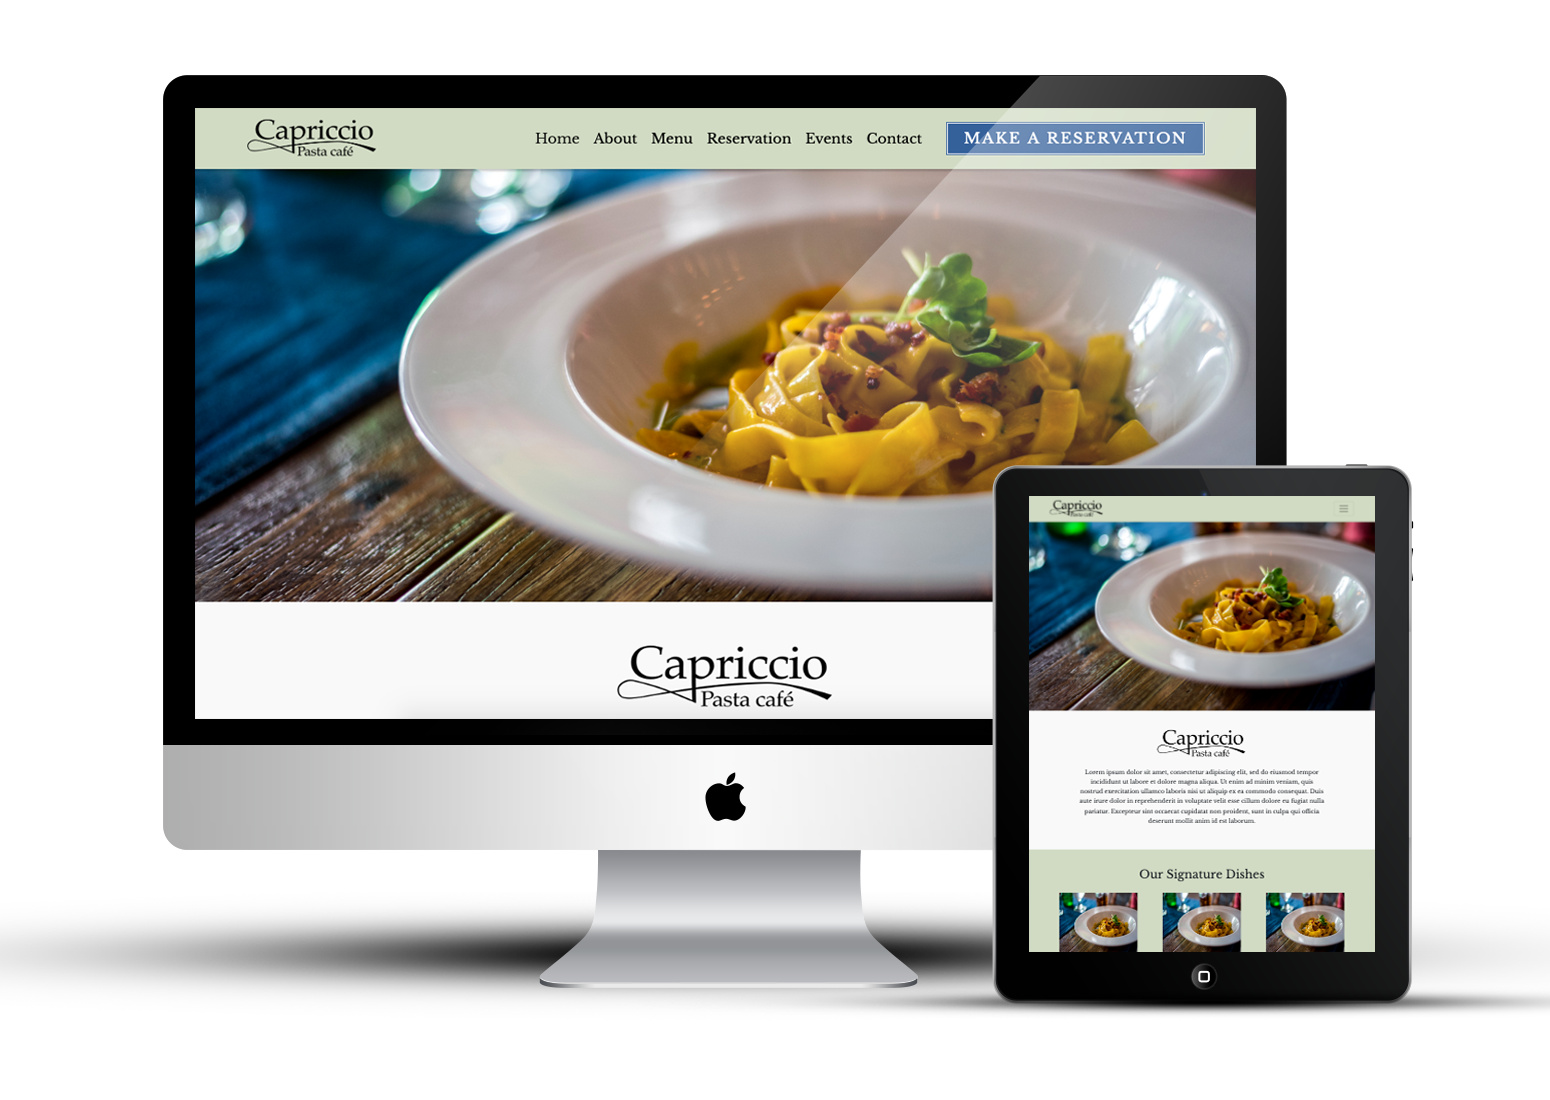 Capriccio
Pasta café
Home About Menu Reservation Events Contact MAKE A RESERVATION
Capriccio
Pasta café
Capriccio
Pasta café
Capriccio
Pasta café
Lorem ipsum dolor sit amet, consectetur adipiscing elit, sed do eiusmod tempor
incididunt ut labore et dolore magna aliqua. Ut enim ad minim veniam, quis
nostrud exercitation ullamco laboris nisi ut aliquip ex ea commodo consequat. Duis
aute irure dolor in reprehenderit in voluptate velit esse cillum dolore eu fugiat nulla
pariatur. Excepteur sint occaecat cupidatat non proident, sunt in culpa qui officia
deserunt mollit anim id est laborum.
Our Signature Dishes